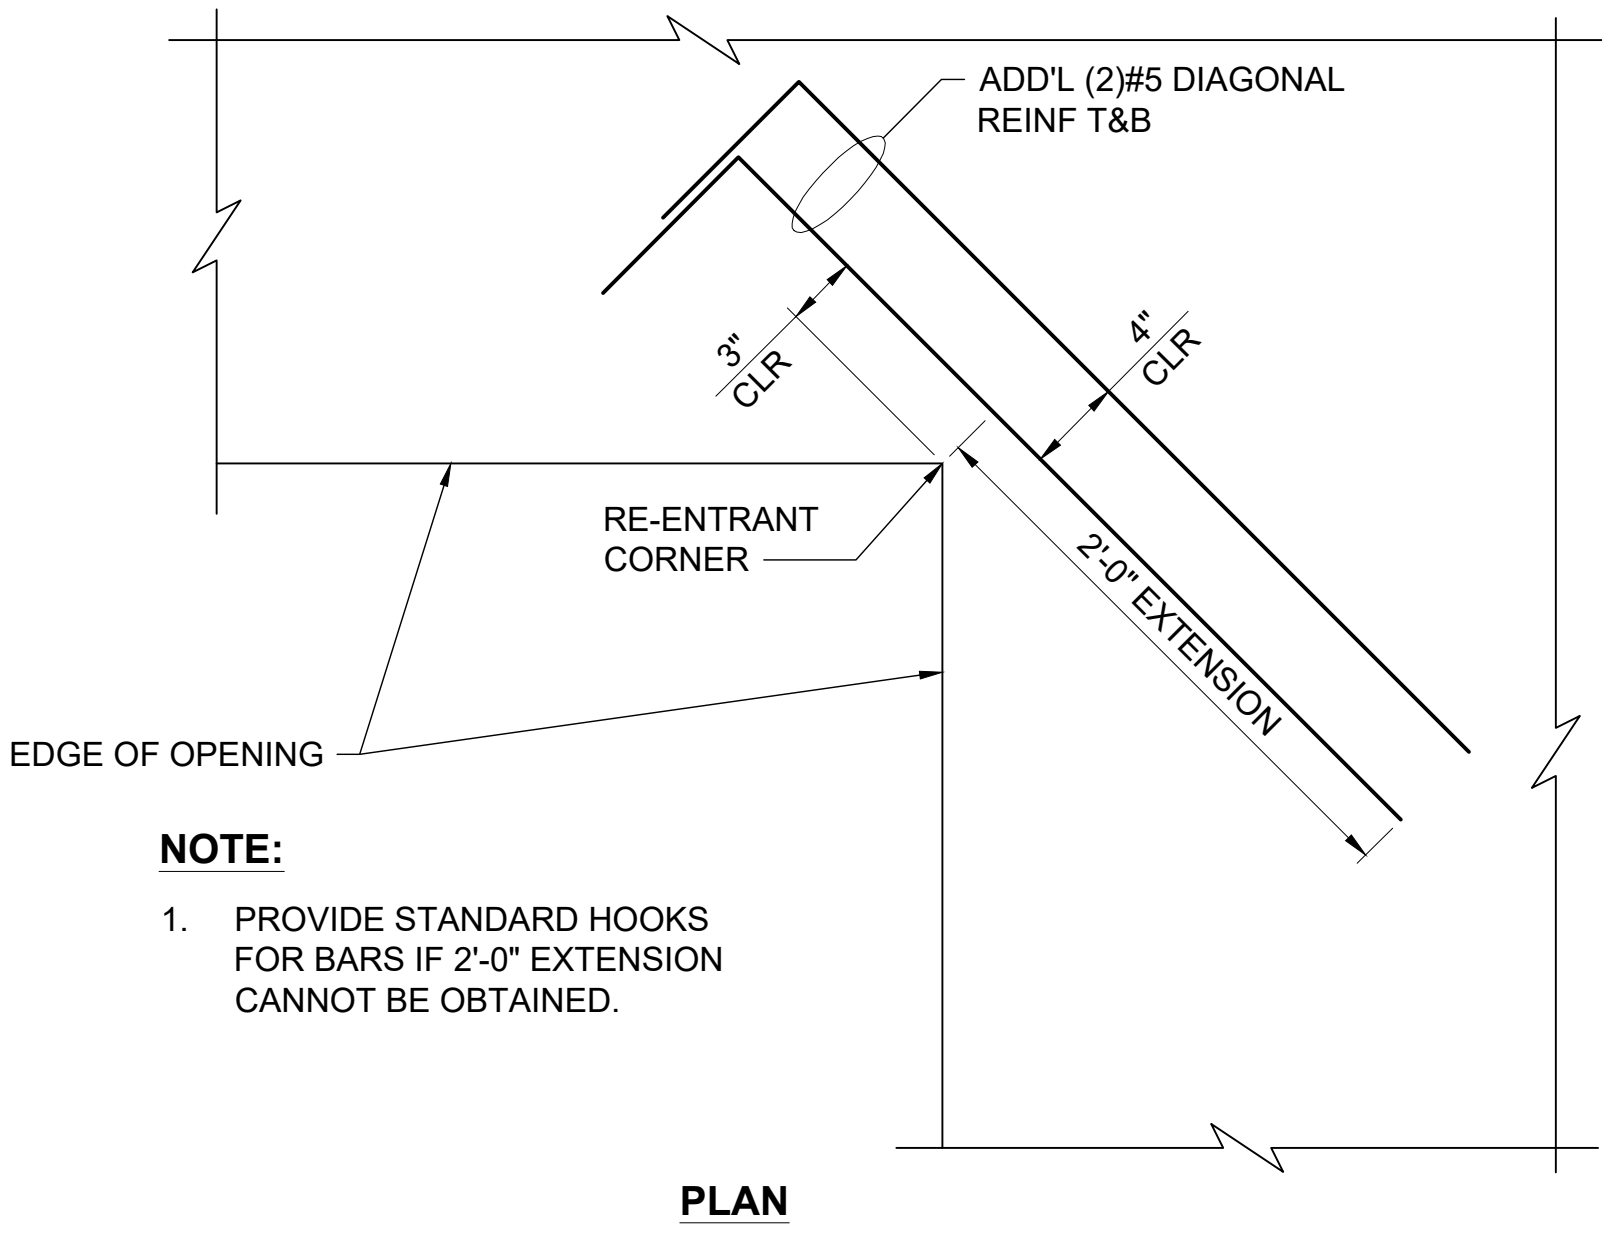 ADD'L (2)#5 DIAGONAL
REINF T&B
3"
CLR
4"
CLR
RE-ENTRANT
CORNER
2'-0" EXTENSION
EDGE OF OPENING
NOTE:
1. PROVIDE STANDARD HOOKS
FOR BARS IF 2'-0" EXTENSION
CANNOT BE OBTAINED.
PLAN